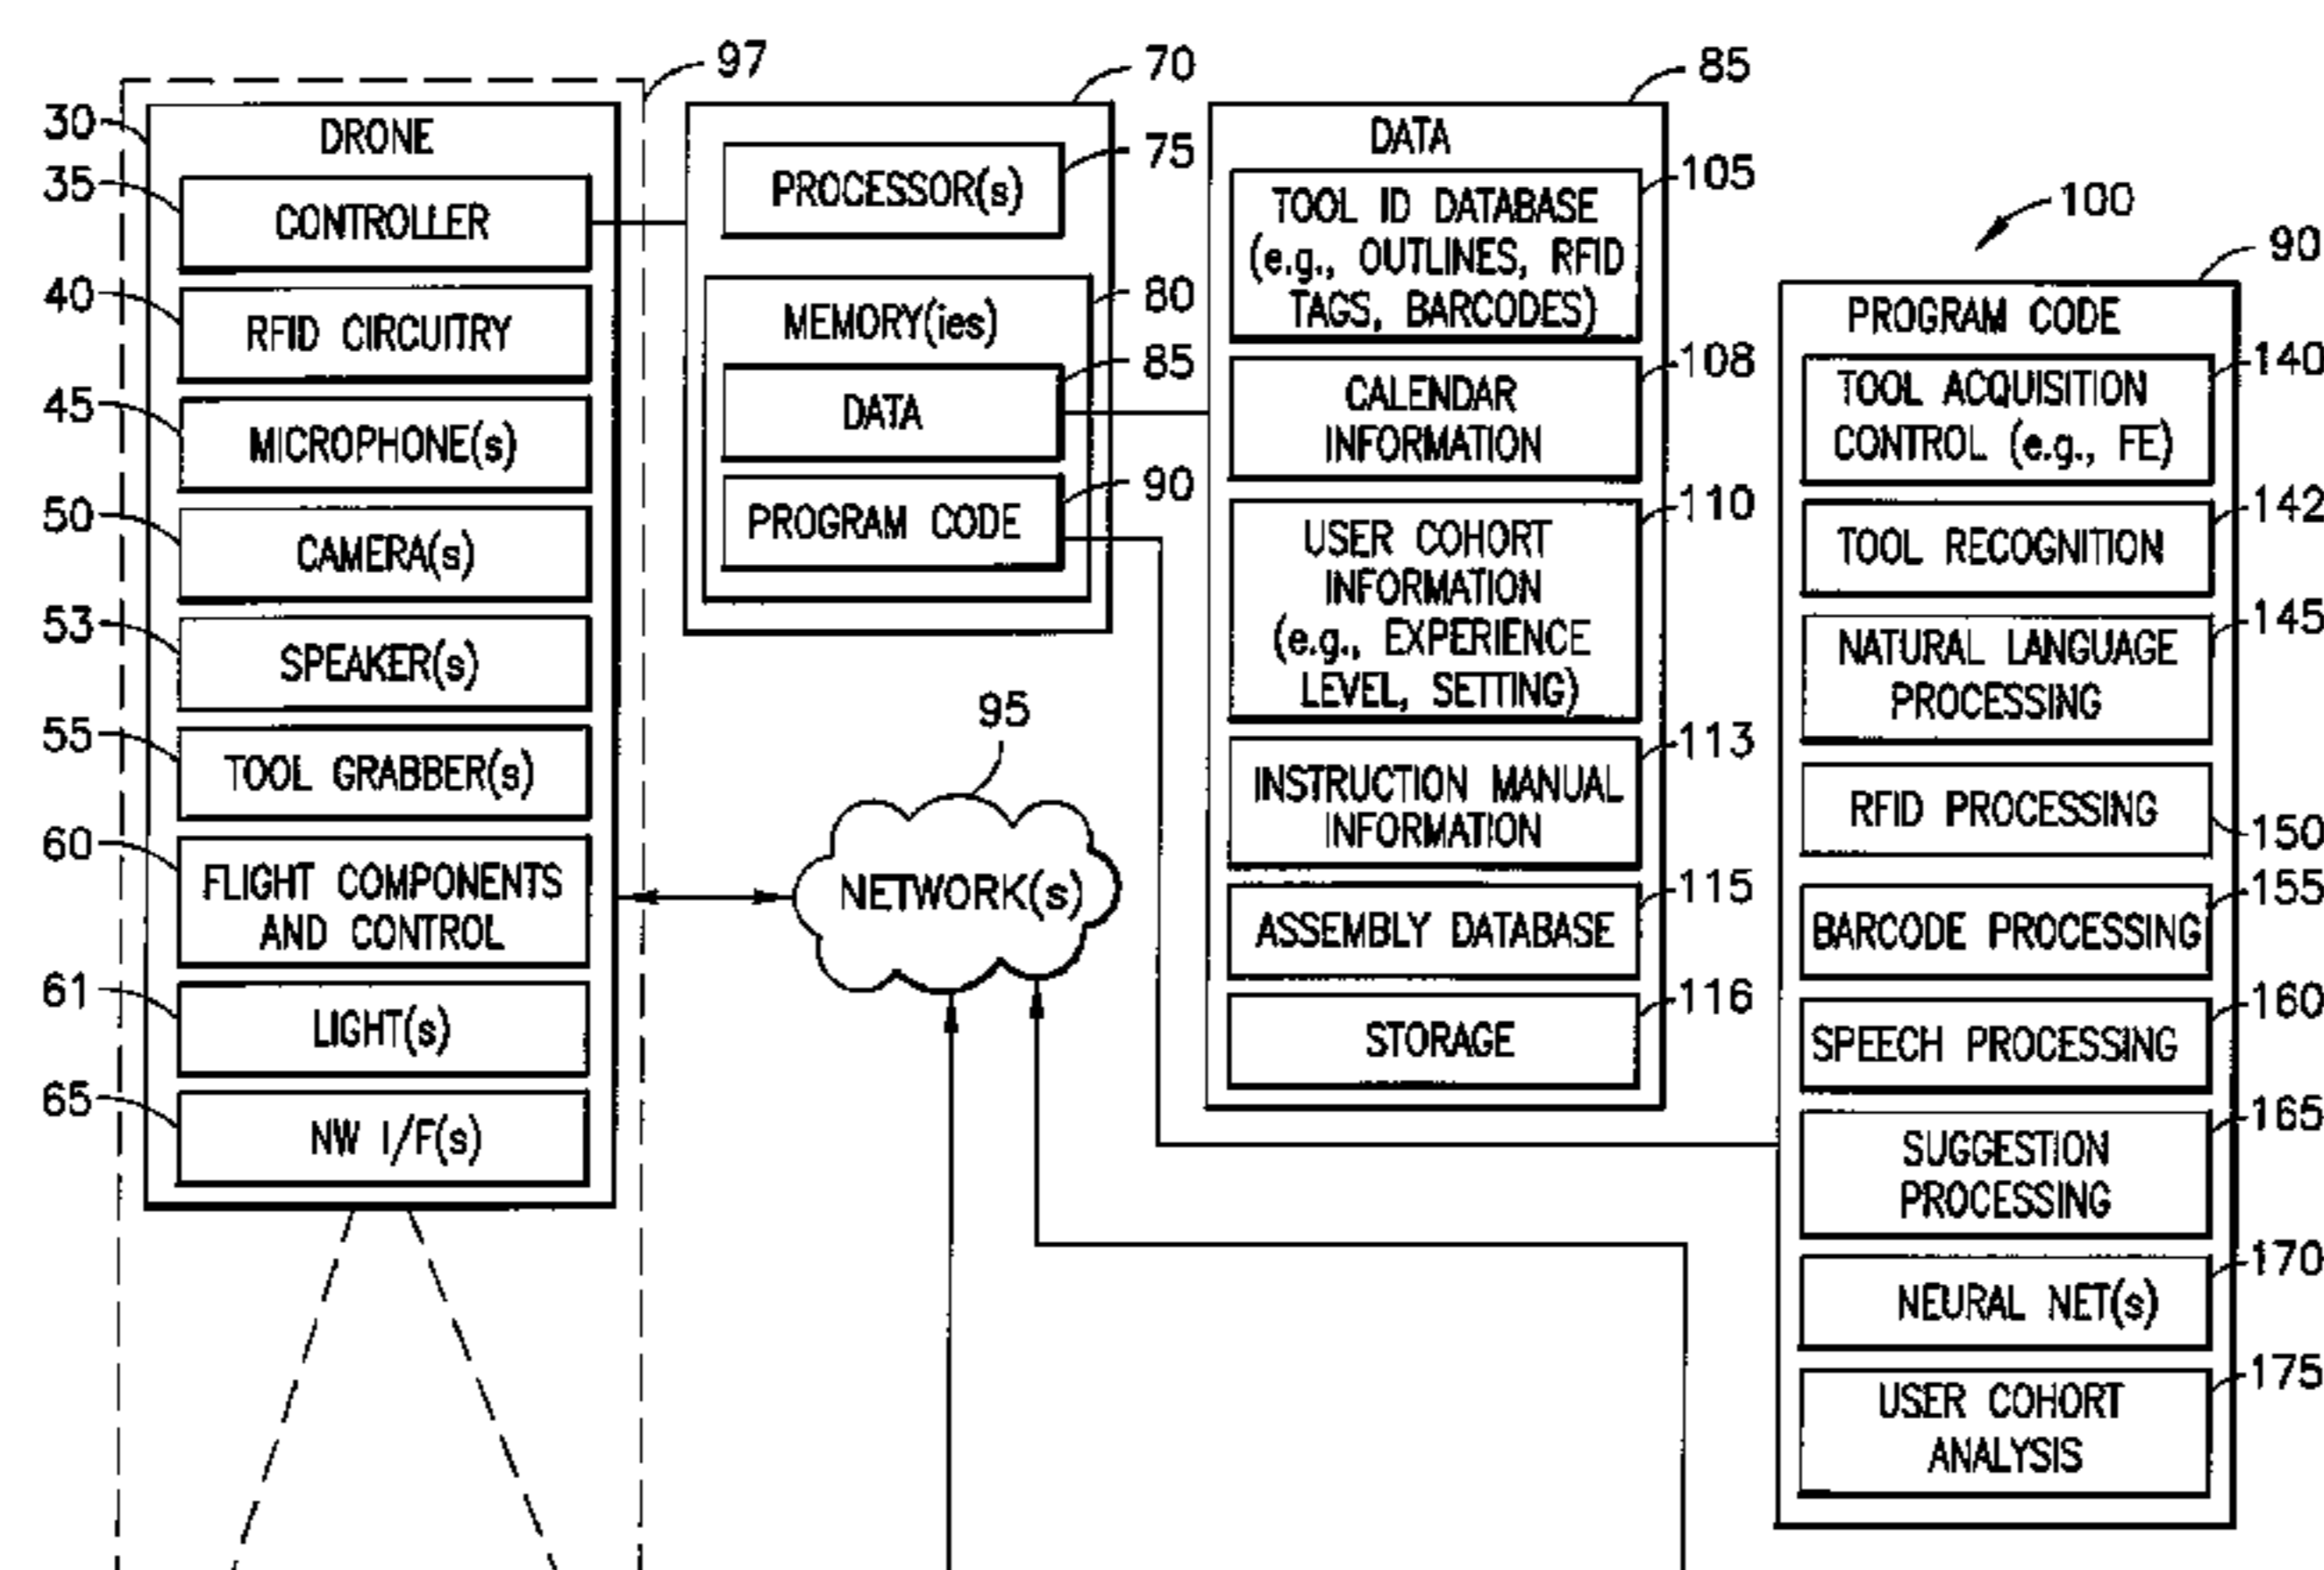 97
30
DRONE
35
CONTROLLER
40
RFID CIRCUITRY
45
MICROPHONE(s)
50
CAMERA(s)
53
SPEAKER(s)
55
TOOL GRABBER(s)
60
FLIGHT COMPONENTS
AND CONTROL
61
LIGHT(s)
65
NW I/F(s)
70
75
PROCESSOR(s)
80
MEMORY(ies)
85
DATA
90
PROGRAM CODE
95
NETWORK(s)
85
DATA
105
TOOL ID DATABASE
(e.g., OUTLINES, RFID
TAGS, BARCODES)
108
CALENDAR
INFORMATION
110
USER COHORT
INFORMATION
(e.g., EXPERIENCE
LEVEL, SETTING)
113
INSTRUCTION MANUAL
INFORMATION
115
ASSEMBLY DATABASE
116
STORAGE
100
90
PROGRAM CODE
140
TOOL ACQUISITION
CONTROL (e.g., FE)
142
TOOL RECOGNITION
145
NATURAL LANGUAGE
PROCESSING
RFID PROCESSING
150
155
BARCODE PROCESSING
160
SPEECH PROCESSING
165
SUGGESTION
PROCESSING
170
NEURAL NET(s)
175
USER COHORT
ANALYSIS